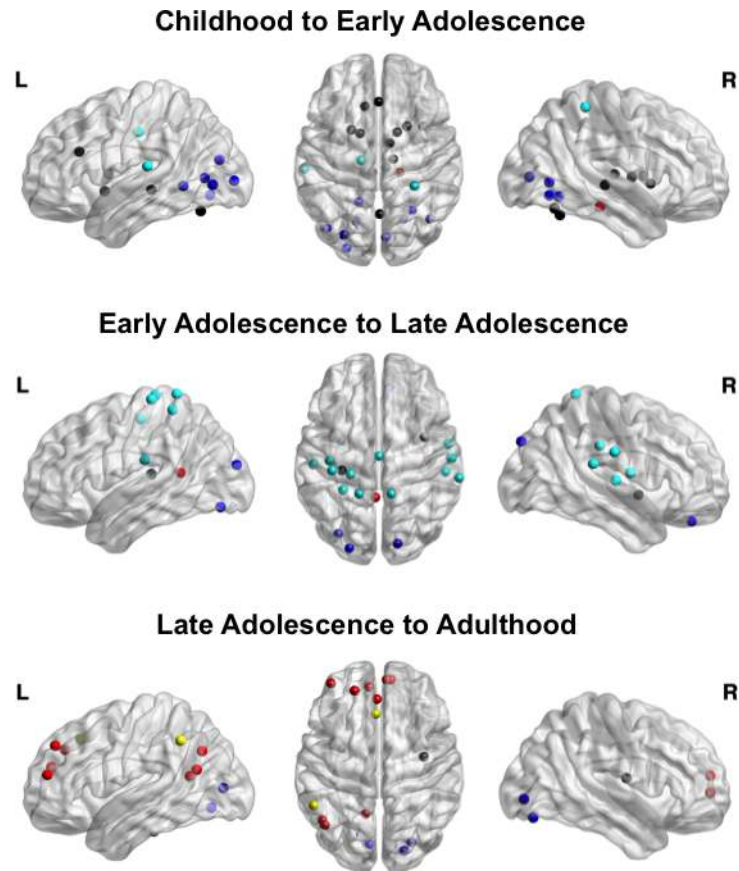 Childhood to Early Adolescence
L
R
Early Adolescence to Late Adolescence
L
R
Late Adolescence to Adulthood
L
R